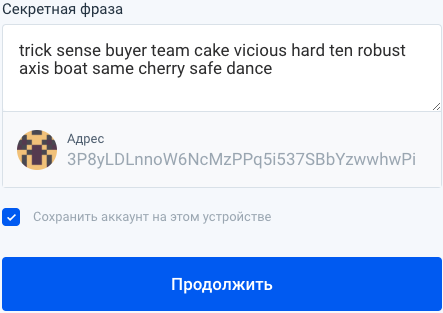 Секретная фраза
trick sense buyer team cake vicious hard ten robust
axis boat same cherry safe dance
Адрес
3P8yLDLnnoW6NcMzPPq5i537SBbYzwwhwPi
Сохранить аккаунт на этом устройстве
Продолжить